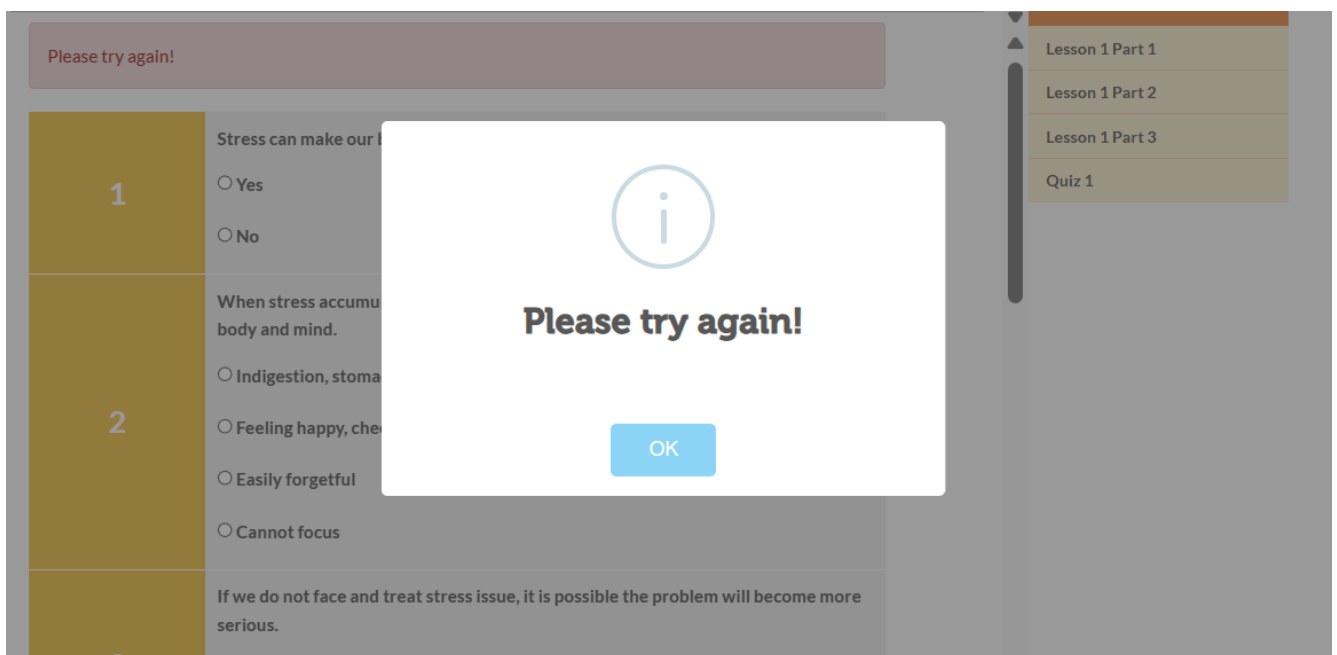 Please try again!
Lesson 1 Part 1
Lesson 1 Part 2
Lesson 1 Part 3
Quiz 1
1
Stress can make our
Yes
No
Please try again!
OK
2
When stress accumu
body and mind.
Indigestion, stoma
Feeling happy, che
Easily forgetful
Cannot focus
If we do not face and treat stress issue, it is possible the problem will become more
serious.